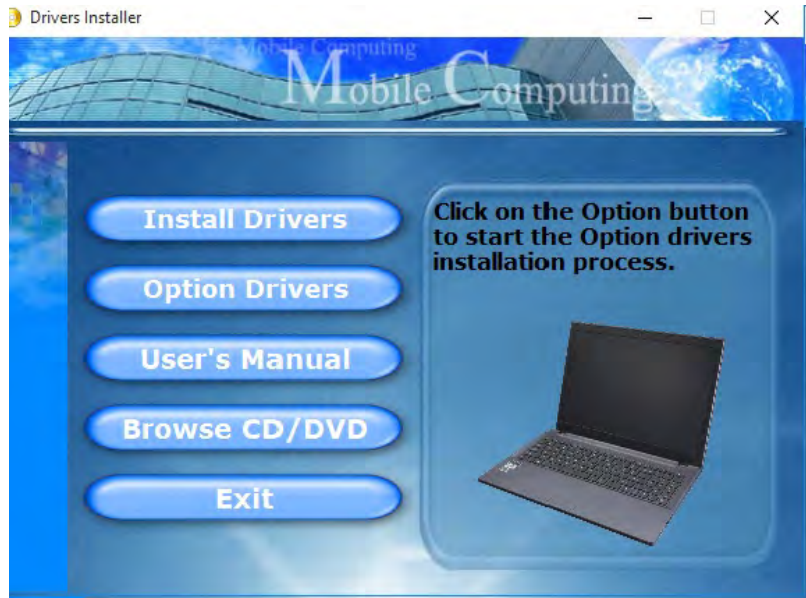 Drivers Installer
Mobile Computing
Mobile Computing
Install Drivers
Option Drivers
User's Manual
Browse CD/DVD
Exit
Click on the Option button
to start the Option drivers
installation process.